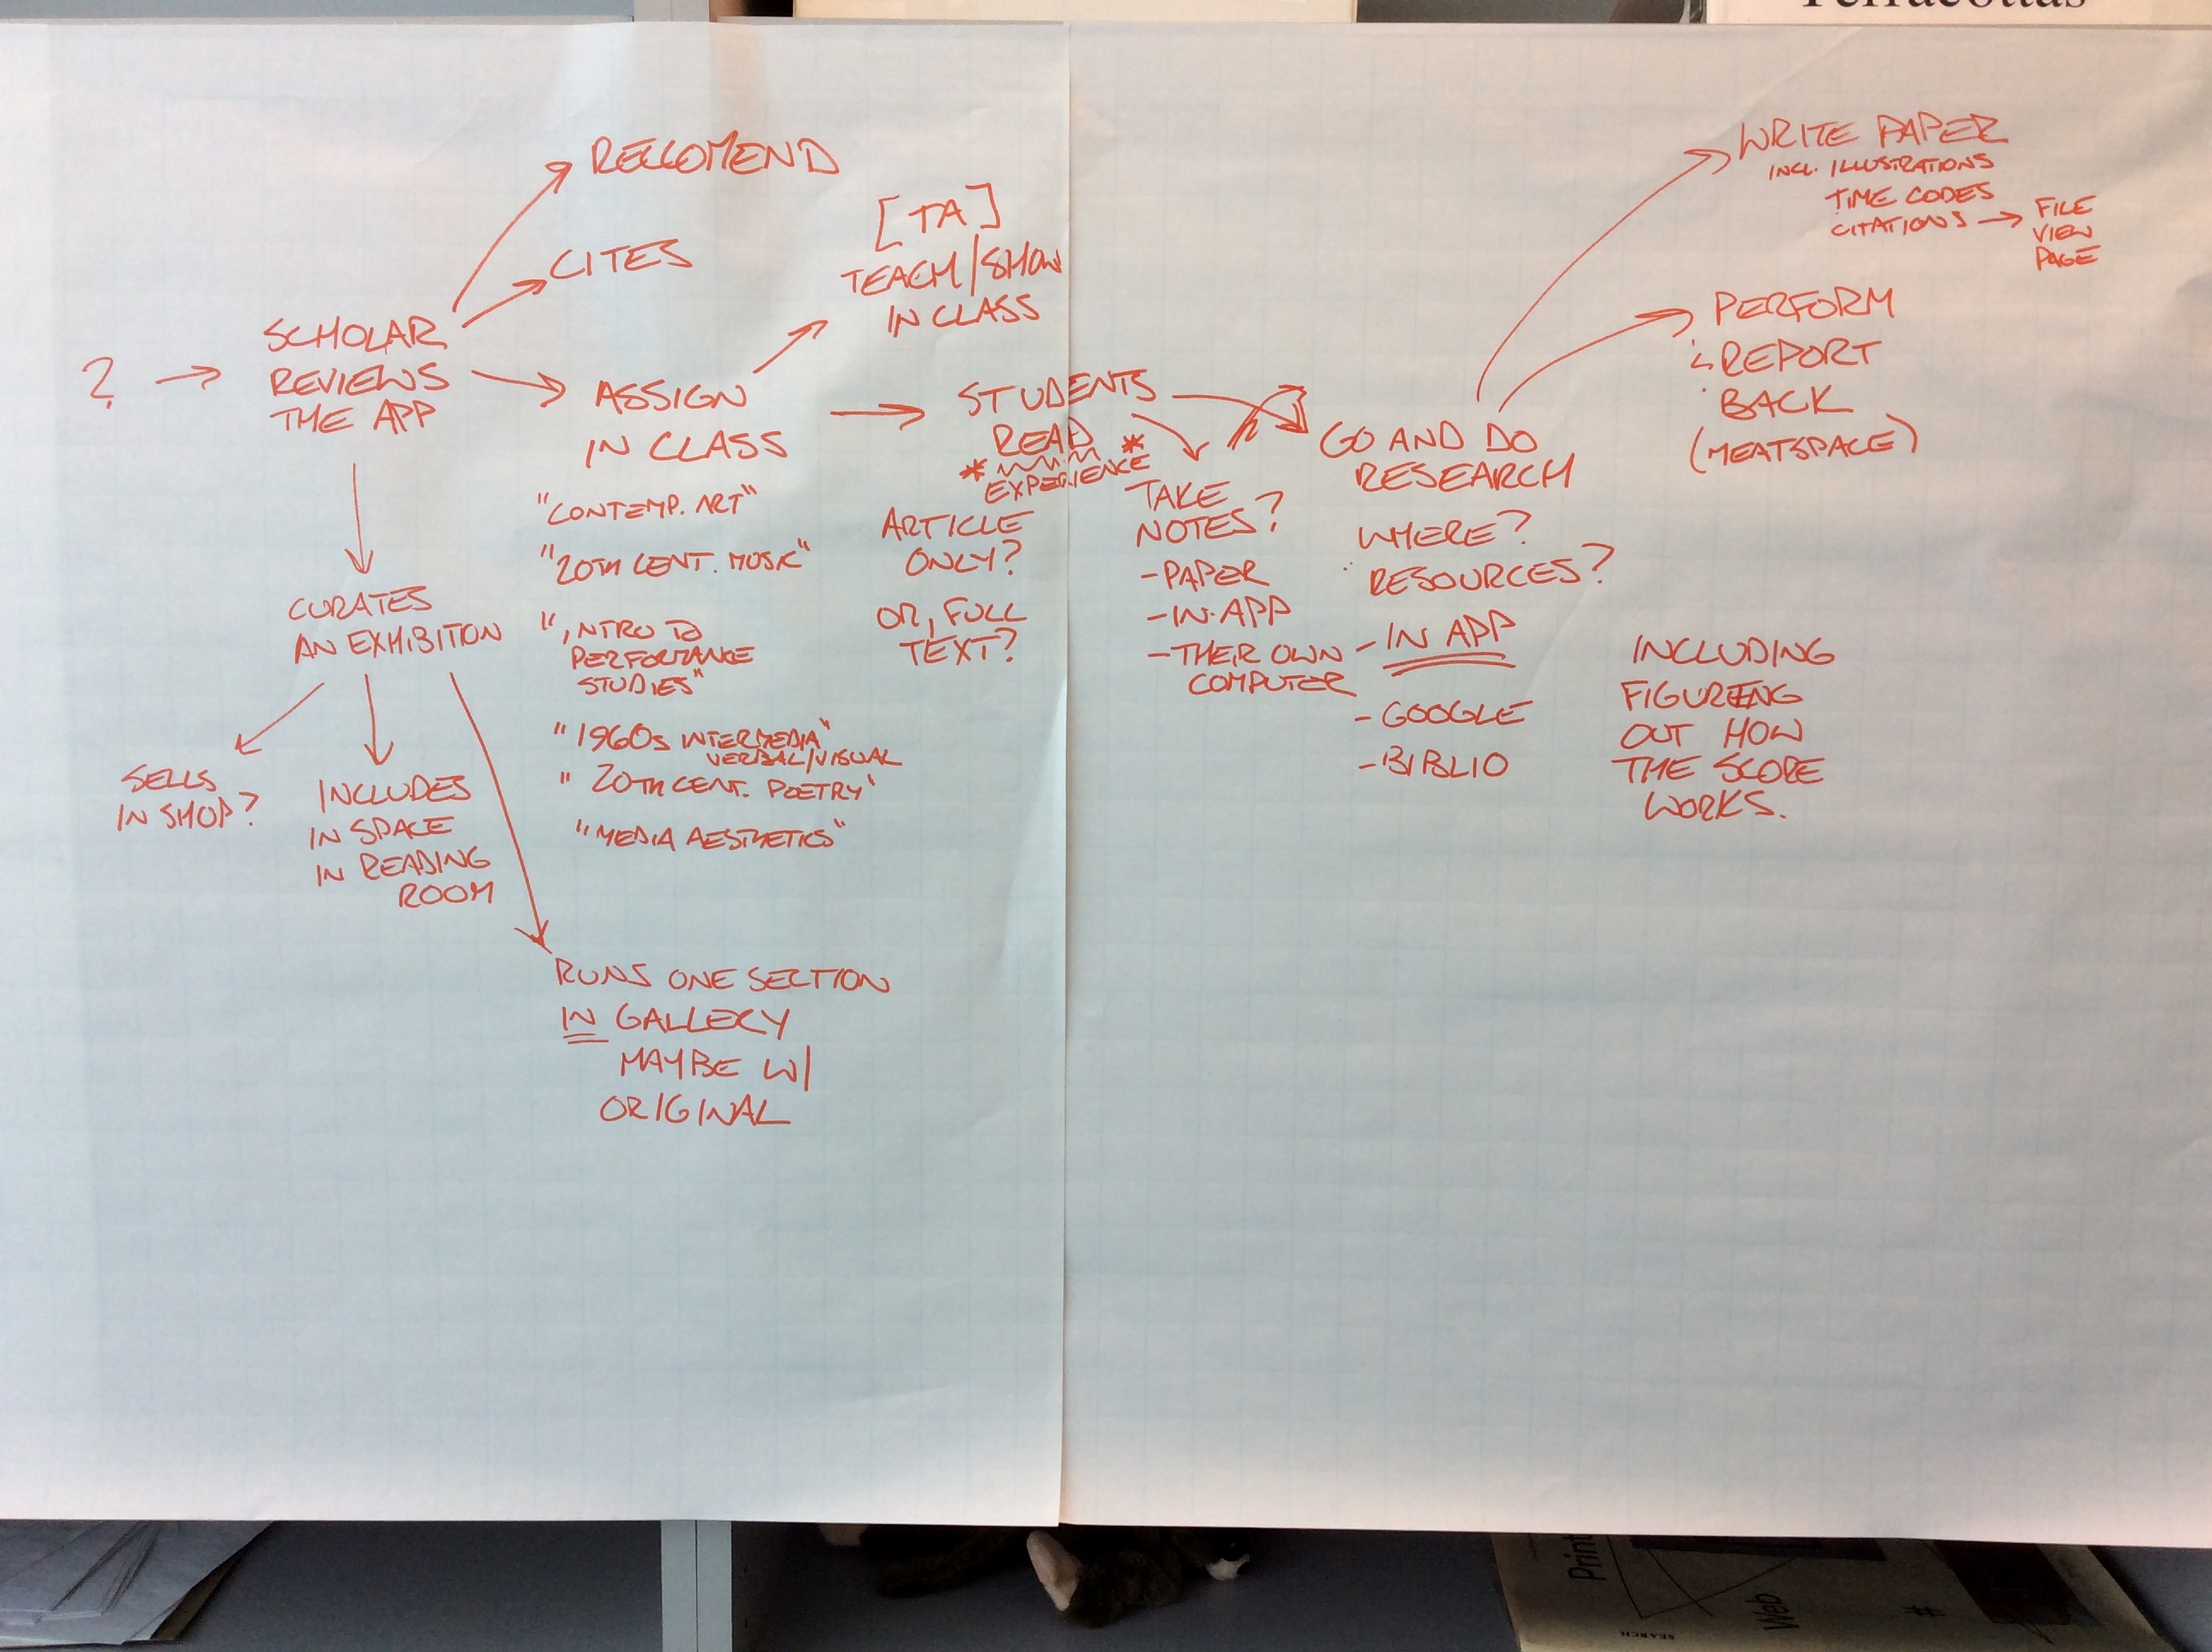 Terracottas
RECCOMEND
CITES
?
SCHOLAR
REVIEWS
THE APP
[TA]
TEACH/SHOW
IN CLASS
ASSIGN
IN CLASS
"CONTEMP. ART"
"20TH CENT. MUSIC"
"INTRO TO
PERFORMANCE
STUDIES"
"1960s INTERMEDIA"
VERBAL/VISUAL
"20TH CENT. POETRY"
"MEDIA AESTHETICS"
CURATES
AN EXHIBITION
SELLS
IN SHOP?
INCLUDES
IN SPACE
IN READING
ROOM
RUNS ONE SECTION
IN GALLERY
MAYBE W/
ORIGINAL
STUDENTS
READ
* EXPERIENCE *
ARTICLE
ONLY?
OR, FULL
TEXT?
TAKE
NOTES?
-PAPER
-IN-APP
-THEIR OWN
COMPUTER
GO AND DO
RESEARCH
WHERE?
RESOURCES?
-IN APP
-GOOGLE
-BIBLIO
INCLUDING
FIGURING
OUT HOW
THE SCORE
WORKS.
WRITE PAPER
INCL. ILLUSTRATIONS
TIME CODES
CITATIONS → FILE
VIEW
PAGE
PERFORM
REPORT
BACK
(MEATSPACE)
Print
Web
#
SEARCH